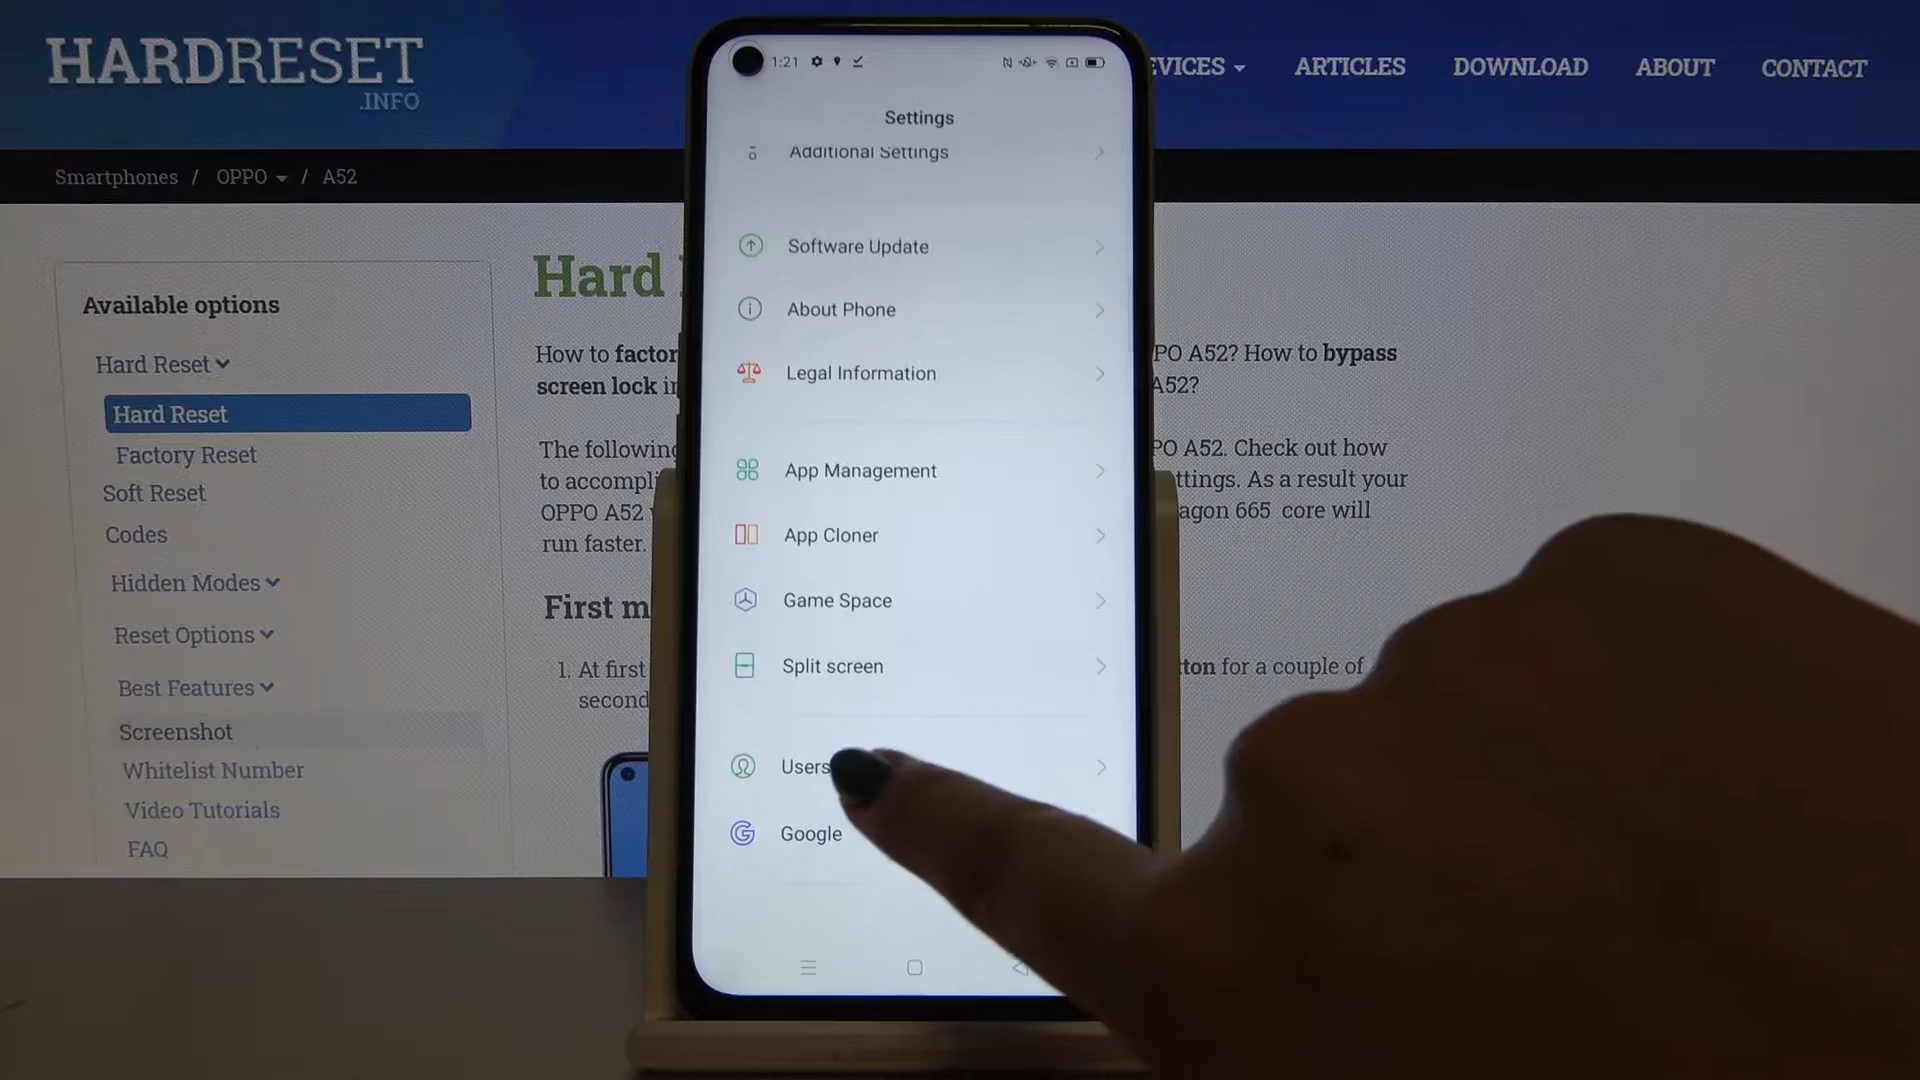 HARDRESET
.INFO
EVICES
ARTICLES
DOWNLOAD
ABOUT
CONTACT
Smartphones / OPPO / A52
Available options
Hard Reset
Hard Reset
Factory Reset
Soft Reset
Codes
Hidden Modes
Reset Options
Best Features
Screenshot
Whitelist Number
Video Tutorials
FAQ
Hard
How to factor
PO A52? How to bypass
screen lock in
A52?
The following
PO A52. Check out how
to accompli
ttings. As a result your
OPPO A52
agon 665 core will
run faster.
First m
1. At first
tton for a couple of
second
1:21
Settings
Additional Settings
Software Update
About Phone
Legal Information
App Management
App Cloner
Game Space
Split screen
Users
Google